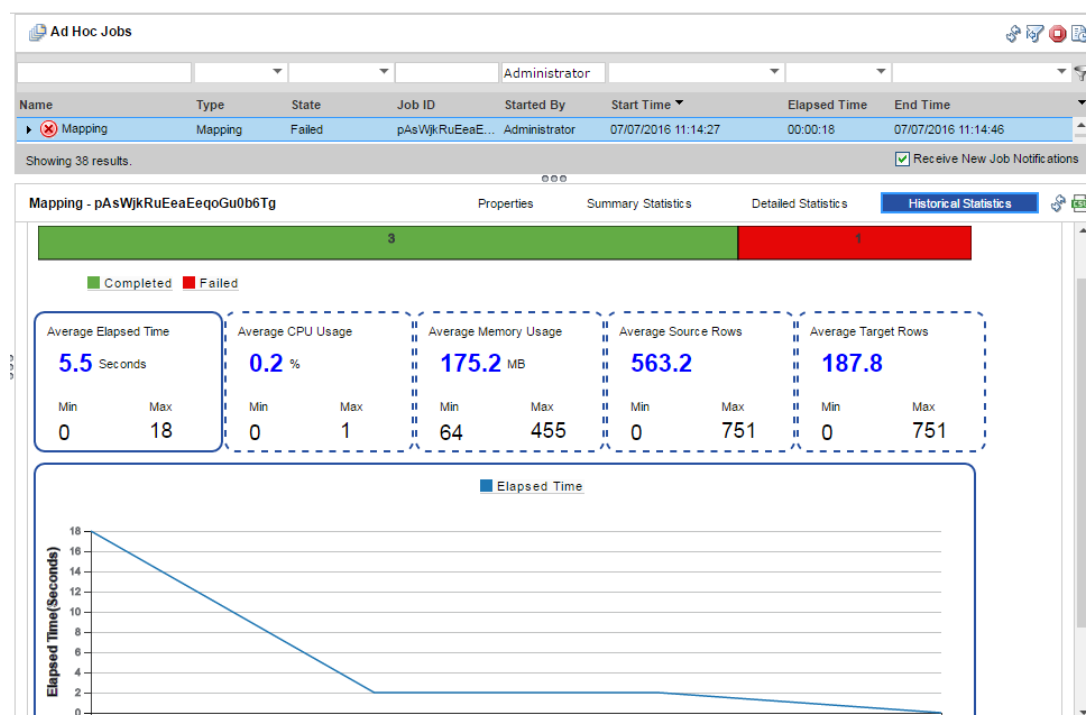 Ad Hoc Jobs
Administrator
Name Type State Job ID Started By Start Time Elapsed Time End Time
Mapping Mapping Failed pAsWjkRuEeaE... Administrator 07/07/2016 11:14:27 00:00:18 07/07/2016 11:14:46
Showing 38 results. Receive New Job Notifications
Mapping - pAsWjkRuEeaEeqoGu0b6Tg Properties Summary Statistics Detailed Statistics Historical Statistics
3 1
Completed Failed
Average Elapsed Time Average CPU Usage Average Memory Usage Average Source Rows Average Target Rows
5.5 Seconds 0.2 % 175.2 MB 563.2 187.8
Min Max Min Max Min Max Min Max Min Max
0 18 0 1 64 455 0 751 0 751
Elapsed Time
Elapsed Time(Seconds)
18
16
14
12
10
8
6
4
2
0